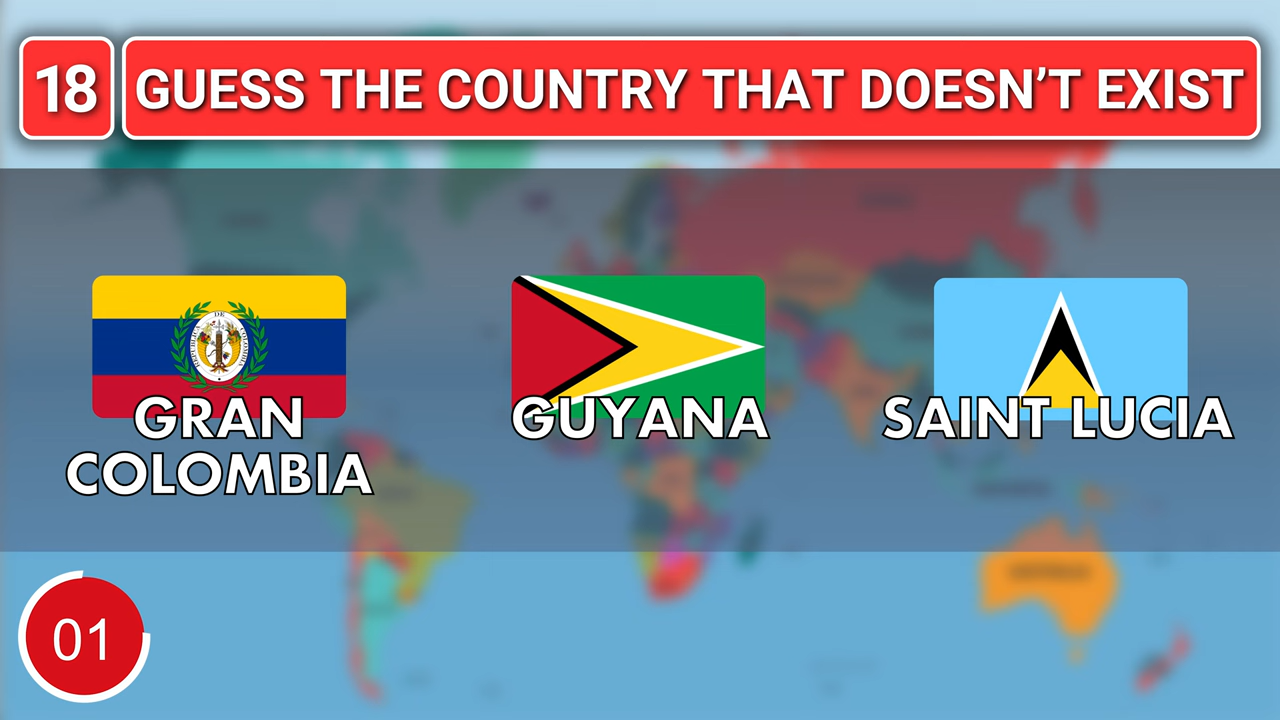 18
GUESS THE COUNTRY THAT DOESN'T EXIST
GRAN
COLOMBIA
GUYANA
SAINT LUCIA
01